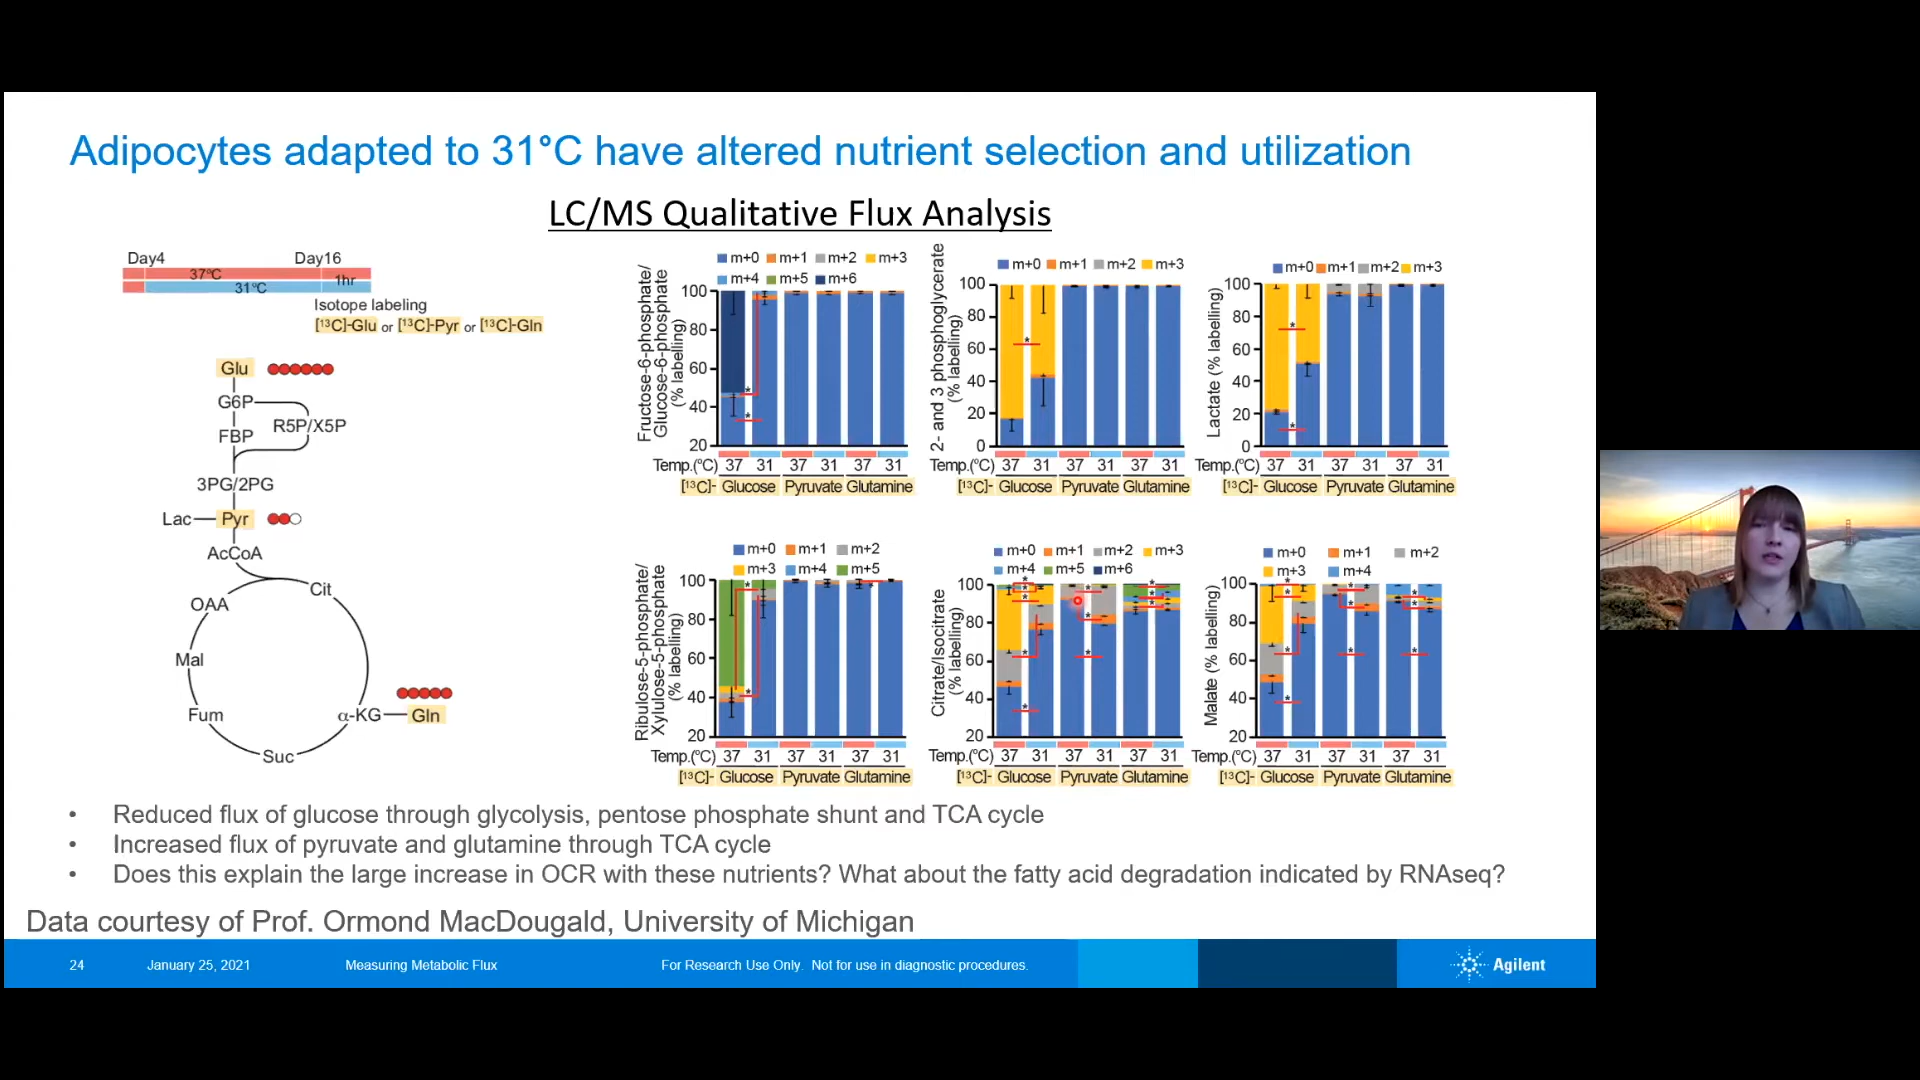 Adipocytes adapted to 31°C have altered nutrient selection and utilization
LC/MS Qualitative Flux Analysis
Day4 Day16
37°C
31°C
1hr
Isotope labeling
[¹³C]-Glu or [¹³C]-Pyr or [¹³C]-Gln
Glu
G6P
R5P/X5P
FBP
3PG/2PG
Lac Pyr
AcCoA
OAA Cit
Mal
Fum α-KG Gln
Suc
Fructose-6-phosphate/
Glucose-6-phosphate
(% labelling)
m+0 m+1 m+2 m+3
m+4 m+5 m+6
100
80
60
40
20
Temp.(°C) 37 31 37 31 37 31
[¹³C]- Glucose Pyruvate Glutamine
2- and 3 phosphoglycerate
(% labelling)
m+0 m+1 m+2 m+3
100
80
60
40
20
0
Temp.(°C) 37 31 37 31 37 31
[¹³C]- Glucose Pyruvate Glutamine
Lactate (% labelling)
m+0 m+1 m+2 m+3
100
80
60
40
20
0
Temp.(°C) 37 31 37 31 37 31
[¹³C]- Glucose Pyruvate Glutamine
Ribulose-5-phosphate/
Xylulose-5-phosphate
(% labelling)
m+0 m+1 m+2
m+3 m+4 m+5
100
80
60
40
20
Temp.(°C) 37 31 37 31 37 31
[¹³C]- Glucose Pyruvate Glutamine
Citrate/Isocitrate
(% labelling)
m+0 m+1 m+2 m+3
m+4 m+5 m+6
100
80
60
40
20
Temp.(°C) 37 31 37 31 37 31
[¹³C]- Glucose Pyruvate Glutamine
Malate (% labelling)
m+0 m+1 m+2
m+3 m+4
100
80
60
40
20
Temp.(°C) 37 31 37 31 37 31
[¹³C]- Glucose Pyruvate Glutamine
• Reduced flux of glucose through glycolysis, pentose phosphate shunt and TCA cycle
• Increased flux of pyruvate and glutamine through TCA cycle
• Does this explain the large increase in OCR with these nutrients? What about the fatty acid degradation indicated by RNAseq?
Data courtesy of Prof. Ormond MacDougald, University of Michigan
24 January 25, 2021 Measuring Metabolic Flux For Research Use Only. Not for use in diagnostic procedures. Agilent